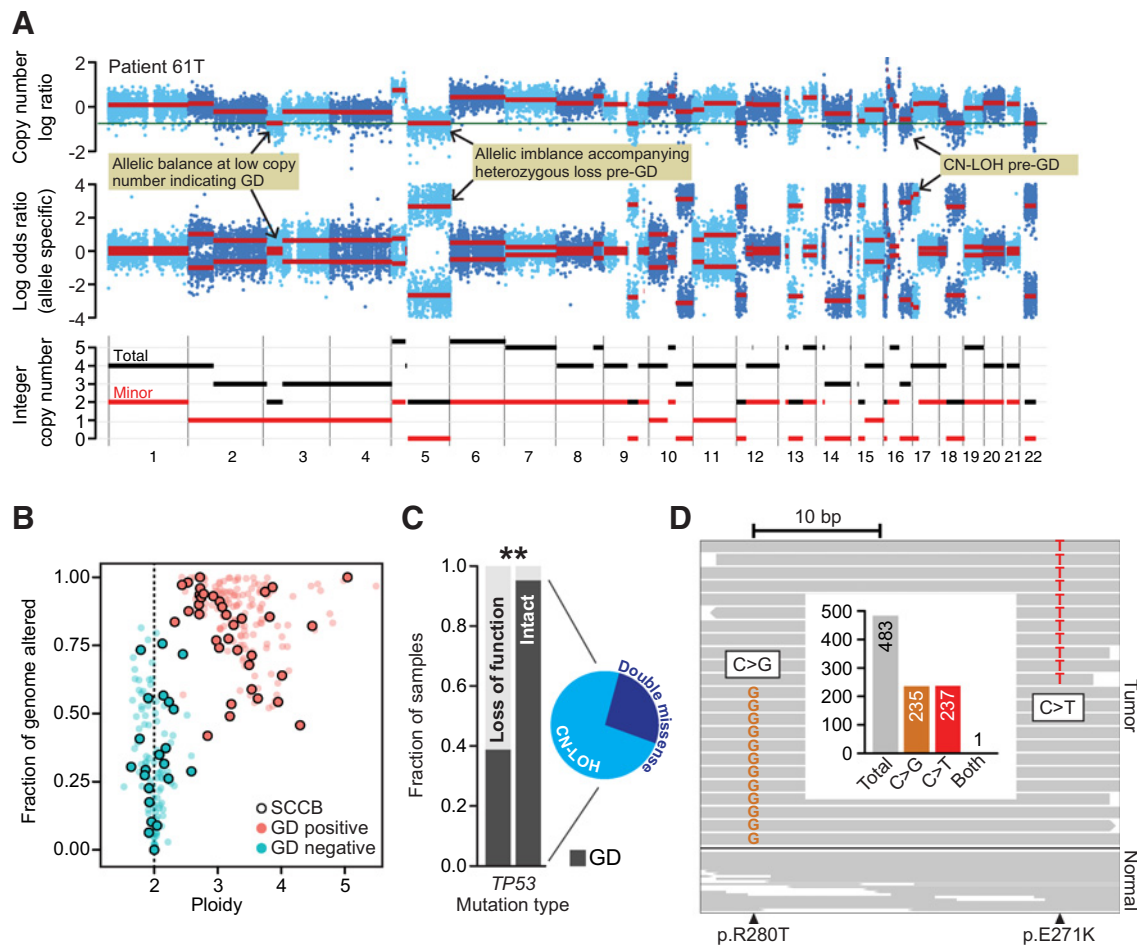 A
Patient 61T
Copy number
log ratio
2
0
-2
Allelic balance at low copy
number indicating GD
Allelic imblance accompanying
heterozygous loss pre-GD
CN-LOH pre-GD
Log odds ratio
(allele specific)
4
2
0
-2
-4
Integer
copy number
5
4
3
2
1
0
Total
Minor
1 2 3 4 5 6 7 8 9 10 11 12 13 14 15 16 17 18 19 20 21 22
B
Fraction of genome altered
1.00
0.75
0.50
0.25
0.00
SCCB
GD positive
GD negative
2 3 4 5
Ploidy
C
Fraction of samples
1.0
0.8
0.6
0.4
0.2
0.0
**
Loss of function
Intact
CN-LOH
Double missense
GD
TP53
Mutation type
D
10 bp
T
T
T
T
T
T
T
T
T
T
T
C>G
C>T
500
400
300
200
100
0
483
235
237
1
Total
C>G
C>T
Both
G
G
G
G
G
G
G
G
G
G
G
G
Tumor
Normal
p.R280T
p.E271K